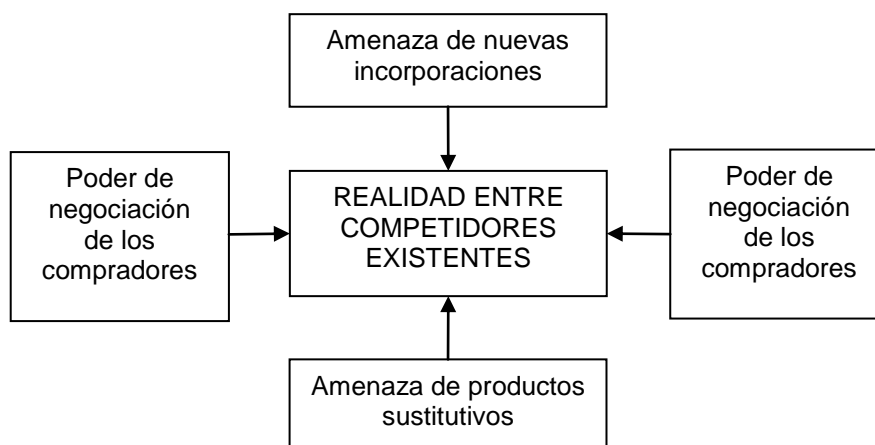 Amenaza de nuevas
incorporaciones
Poder de
negociación
de los
compradores
REALIDAD ENTRE
COMPETIDORES
EXISTENTES
Poder de
negociación
de los
compradores
Amenaza de productos
sustitutivos